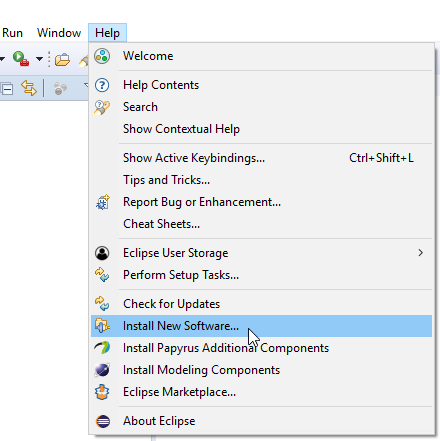 Run Window Help
Welcome
Help Contents
Search
Show Contextual Help
Show Active Keybindings... Ctrl+Shift+L
Tips and Tricks...
Report Bug or Enhancement...
Cheat Sheets...
Eclipse User Storage
Perform Setup Tasks...
Check for Updates
Install New Software...
Install Papyrus Additional Components
Install Modeling Components
Eclipse Marketplace...
About Eclipse